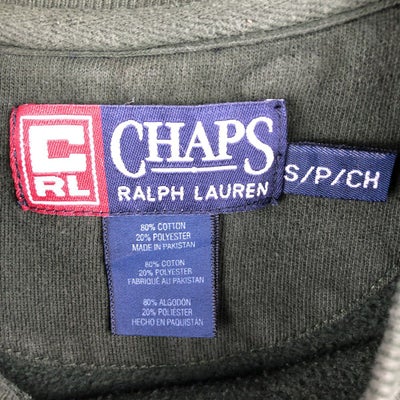 C
RL
CHAPS
RALPH LAUREN
S/P/CH
80% COTTON
20% POLYESTER
MADE IN PAKISTAN
80% COTON
20% POLYESTER
FABRIQUÉ AU PAKISTAN
80% ALGODON
20% POLIESTER
HECHO EN PAQUISTÁN